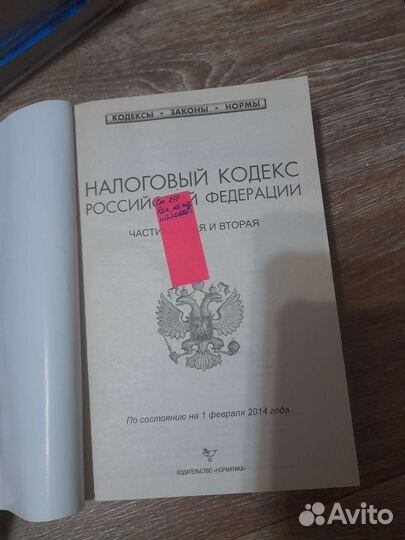 КОДЕКСЫ • ЗАКОНЫ • НОРМЫ
НАЛОГОВЫЙ КОДЕКС
РОССИЙ Й ФЕДЕРАЦИИ
ЧАСТИ Я И ВТОРАЯ
Ст.
По состоянию на 1 февраля 2014 года
ИЗДАТЕЛЬСТВО «НОРМАТИКА»
Avito